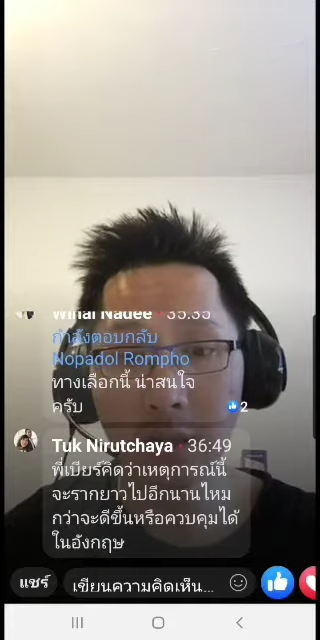 Wihai Nadee 35:35
กำลังตอบกลับ
Nopadol Rompho
ทางเลือกนี้ น่าสนใจ
ครับ
2
Tuk Nirutchaya 36:49
พี่เบียร์คิดว่าเหตุการณ์นี้
จะรากยาวไปอีกนานไหม
กว่าจะดีขึ้นหรือควบคุมได้
ในอังกฤษ
แชร์
เขียนความคิดเห็น...